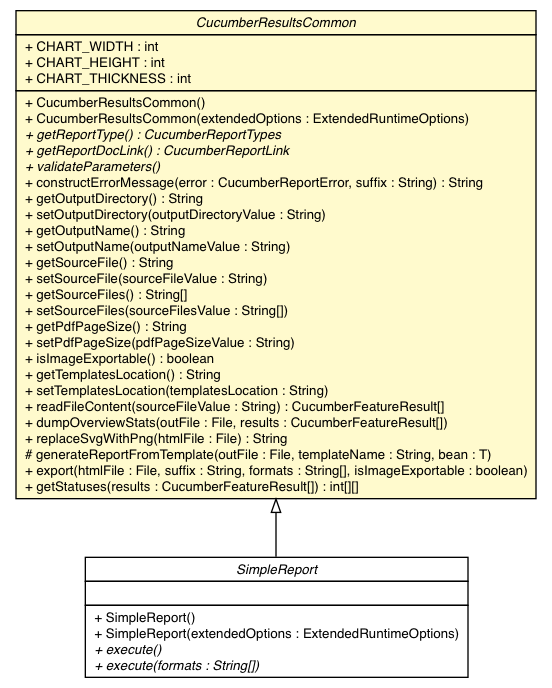 CucumberResultsCommon
+ CHART_WIDTH : int
+ CHART_HEIGHT : int
+ CHART_THICKNESS : int
+ CucumberResultsCommon()
+ CucumberResultsCommon(extendedOptions : ExtendedRuntimeOptions)
+ getReportType() : CucumberReportTypes
+ getReportDocLink() : CucumberReportLink
+ validateParameters()
+ constructErrorMessage(error : CucumberReportError, suffix : String) : String
+ getOutputDirectory() : String
+ setOutputDirectory(outputDirectoryValue : String)
+ getOutputName() : String
+ setOutputName(outputNameValue : String)
+ getSourceFile() : String
+ setSourceFile(sourceFileValue : String)
+ getSourceFiles() : String[]
+ setSourceFiles(sourceFilesValue : String[])
+ getPdfPageSize() : String
+ setPdfPageSize(pdfPageSizeValue : String)
+ isImageExportable() : boolean
+ getTemplatesLocation() : String
+ setTemplatesLocation(templatesLocation : String)
+ readFileContent(sourceFileValue : String) : CucumberFeatureResult[]
+ dumpOverviewStats(outFile : File, results : CucumberFeatureResult[])
+ replaceSvgWithPng(htmlFile : File) : String
# generateReportFromTemplate(outFile : File, templateName : String, bean : T)
+ export(htmlFile : File, suffix : String, formats : String[], isImageExportable : boolean)
+ getStatuses(results : CucumberFeatureResult[]) : int[][]
SimpleReport
+ SimpleReport()
+ SimpleReport(extendedOptions : ExtendedRuntimeOptions)
+ execute()
+ execute(formats : String[])